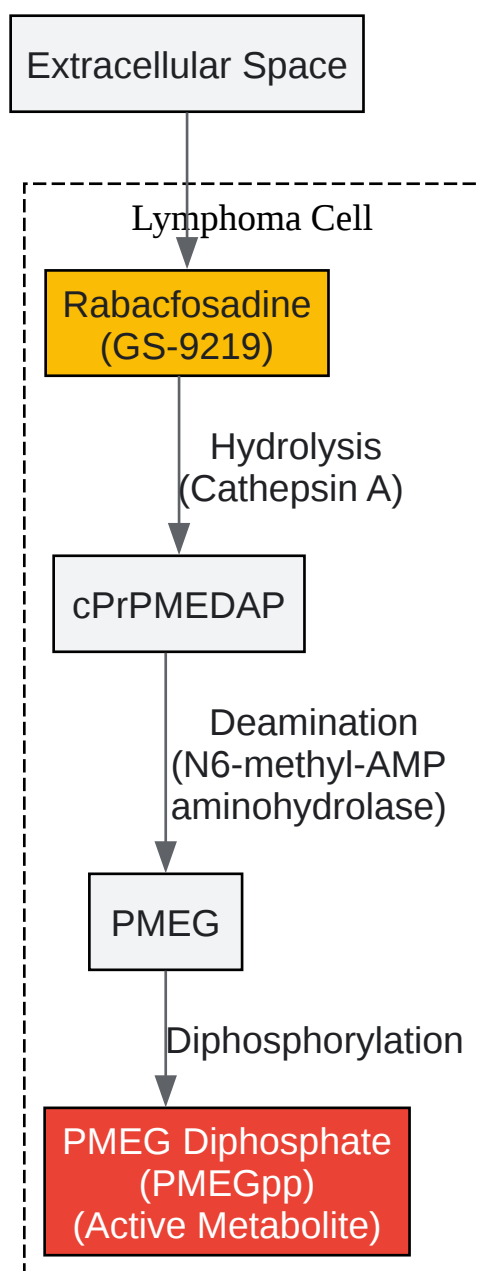 Extracellular Space
Lymphoma Cell
Rabacfosadine
(GS-9219)
Hydrolysis
(Cathepsin A)
cPrPMEDAP
Deamination
(N6-methyl-AMP
aminohydrolase)
PMEG
Diphosphorylation
PMEG Diphosphate
(PMEGpp)
(Active Metabolite)